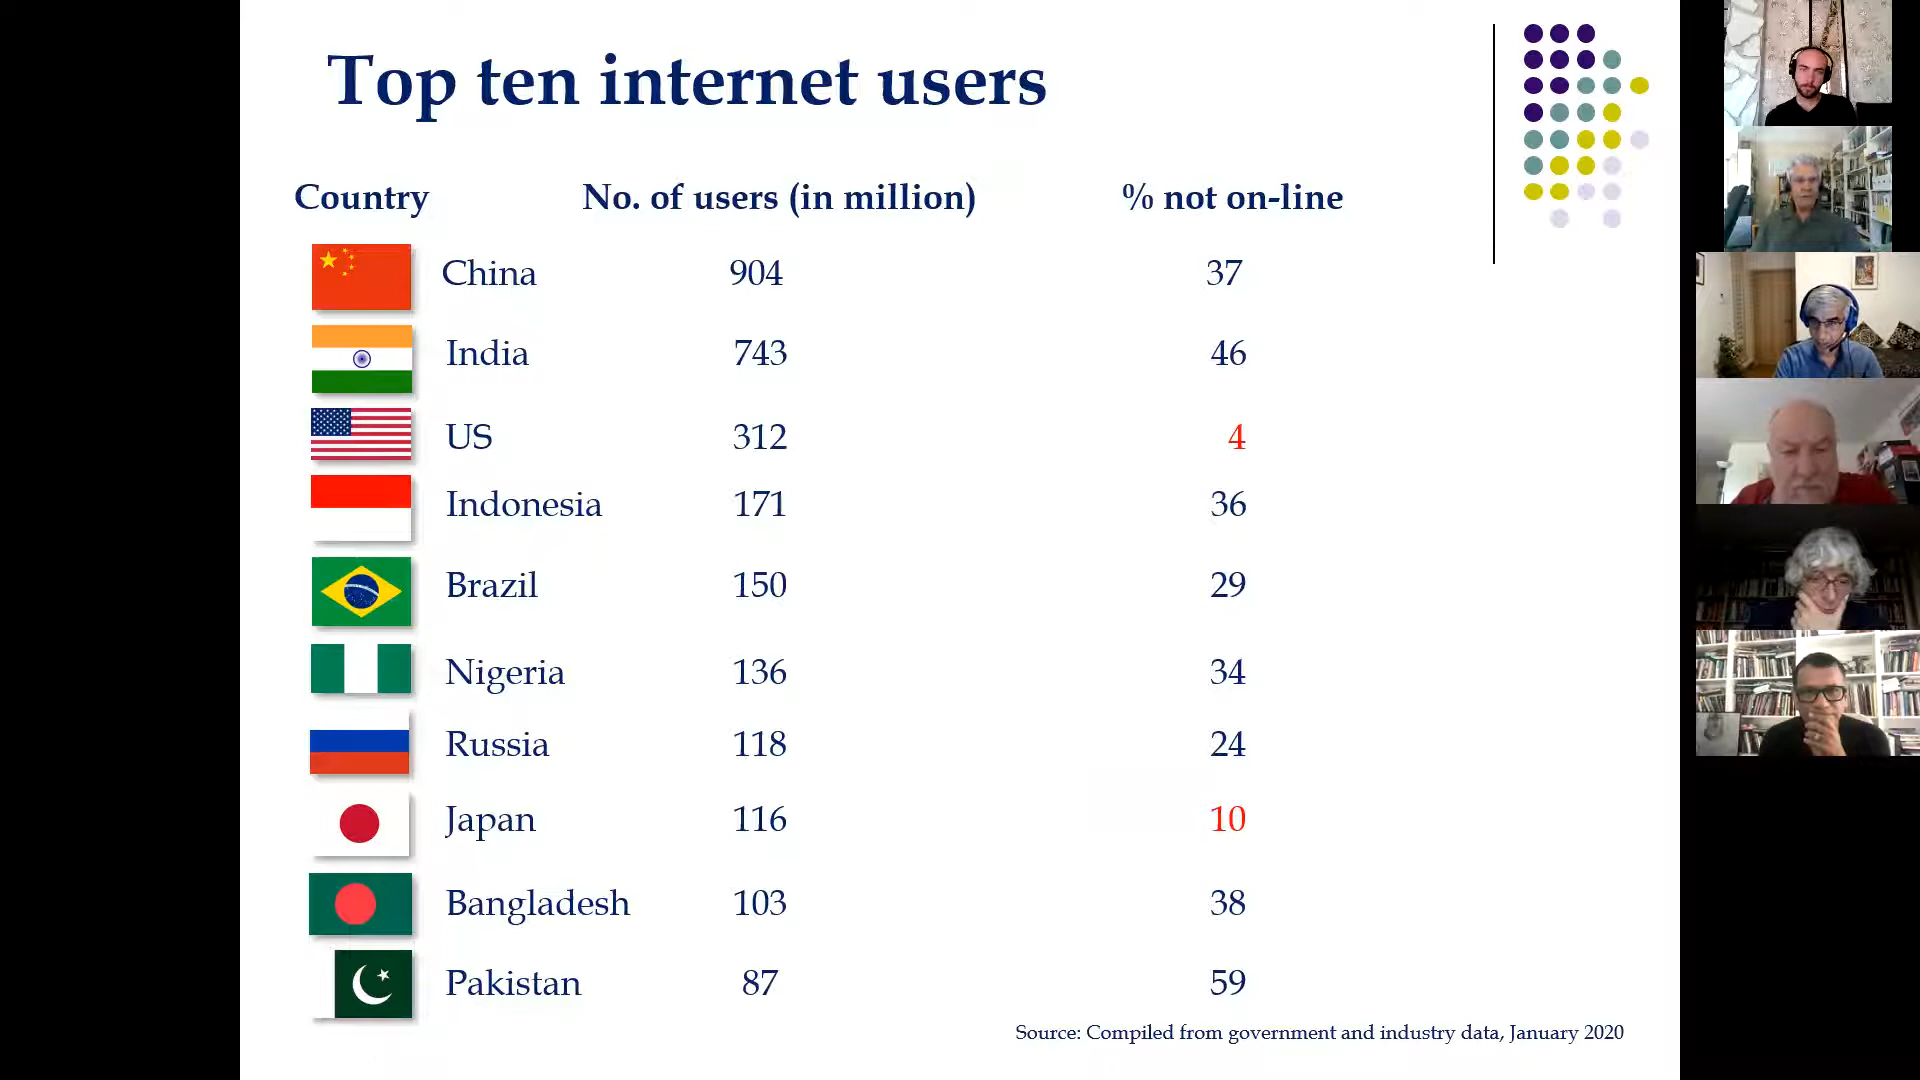 Top ten internet users
Country No. of users (in million) % not on-line
China 904 37
India 743 46
US 312 4
Indonesia 171 36
Brazil 150 29
Nigeria 136 34
Russia 118 24
Japan 116 10
Bangladesh 103 38
Pakistan 87 59
Source: Compiled from government and industry data, January 2020